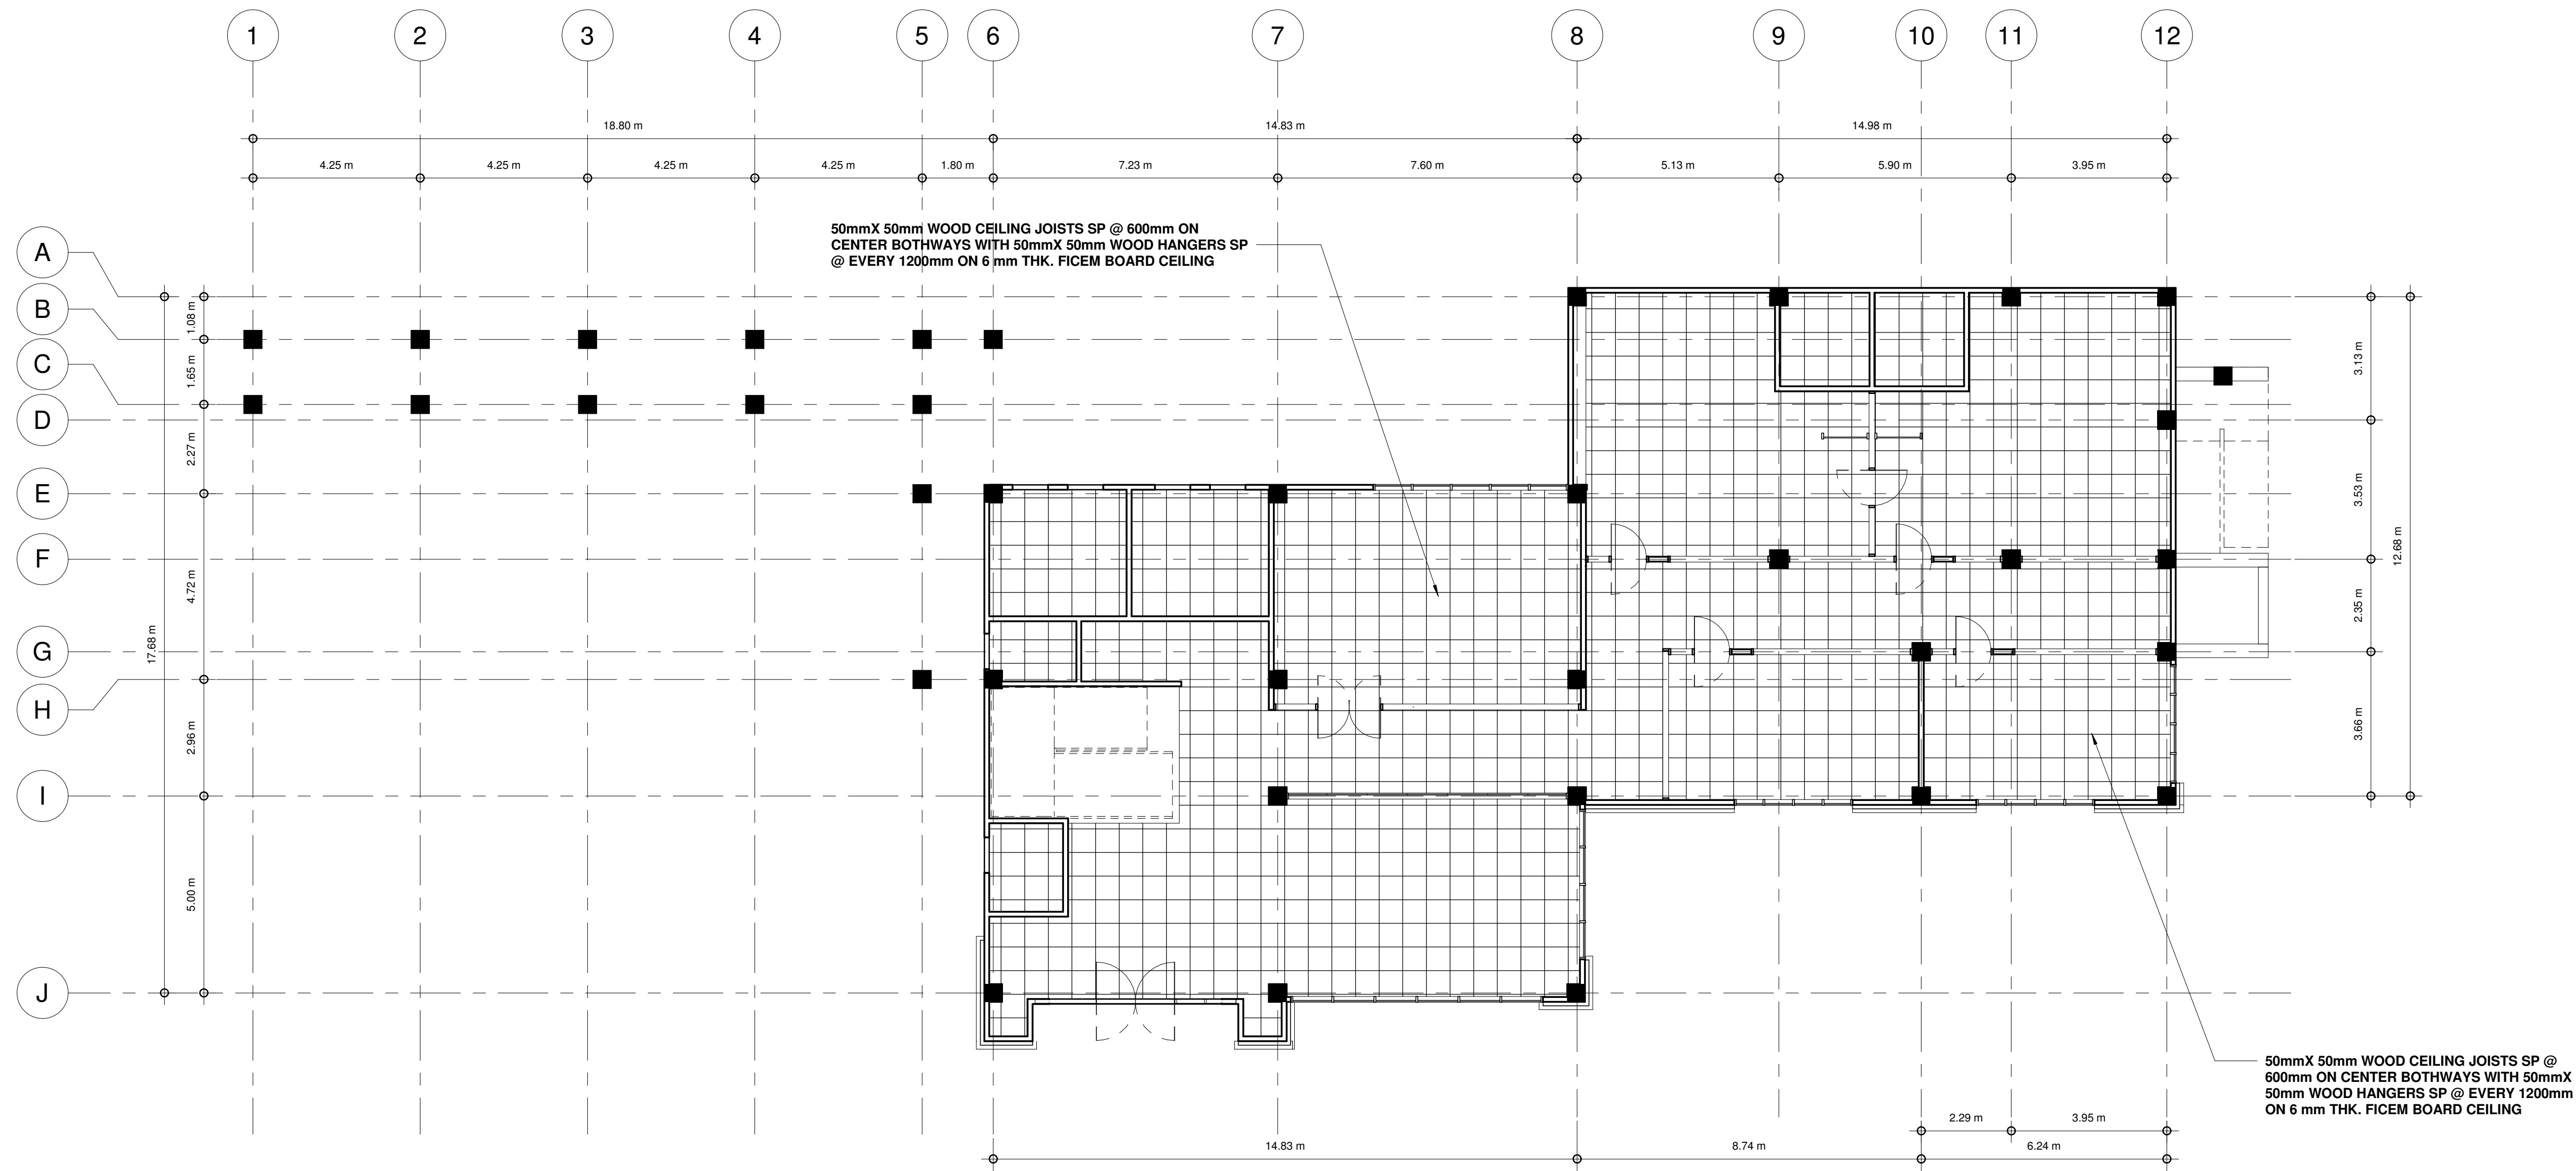 1 2 3 4 5 6 7 8 9 10 11 12
18.80 m 14.83 m 14.98 m
4.25 m 4.25 m 4.25 m 4.25 m 1.80 m 7.23 m 7.60 m 5.13 m 5.90 m 3.95 m
50mmX 50mm WOOD CEILING JOISTS SP @ 600mm ON
CENTER BOTHWAYS WITH 50mmX 50mm WOOD HANGERS SP
@ EVERY 1200mm ON 6 mm THK. FICEM BOARD CEILING
A
B
C
D
E
F
G
H
I
J
1.08 m
1.65 m
2.27 m
4.72 m
2.96 m
5.00 m
17.68 m
3.13 m
3.53 m
2.35 m
3.66 m
12.68 m
50mmX 50mm WOOD CEILING JOISTS SP @
600mm ON CENTER BOTHWAYS WITH 50mmX
50mm WOOD HANGERS SP @ EVERY 1200mm
ON 6 mm THK. FICEM BOARD CEILING
2.29 m 3.95 m
14.83 m 8.74 m 6.24 m